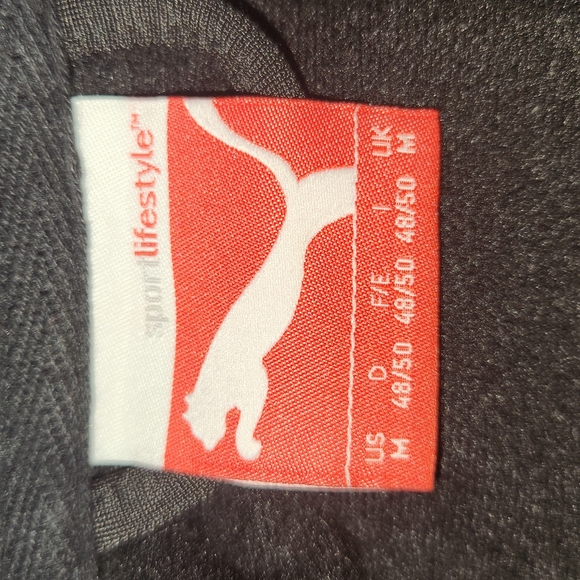 sportlifestyle™
US D F/E I UK
M 48/50 48/50 48/50 M